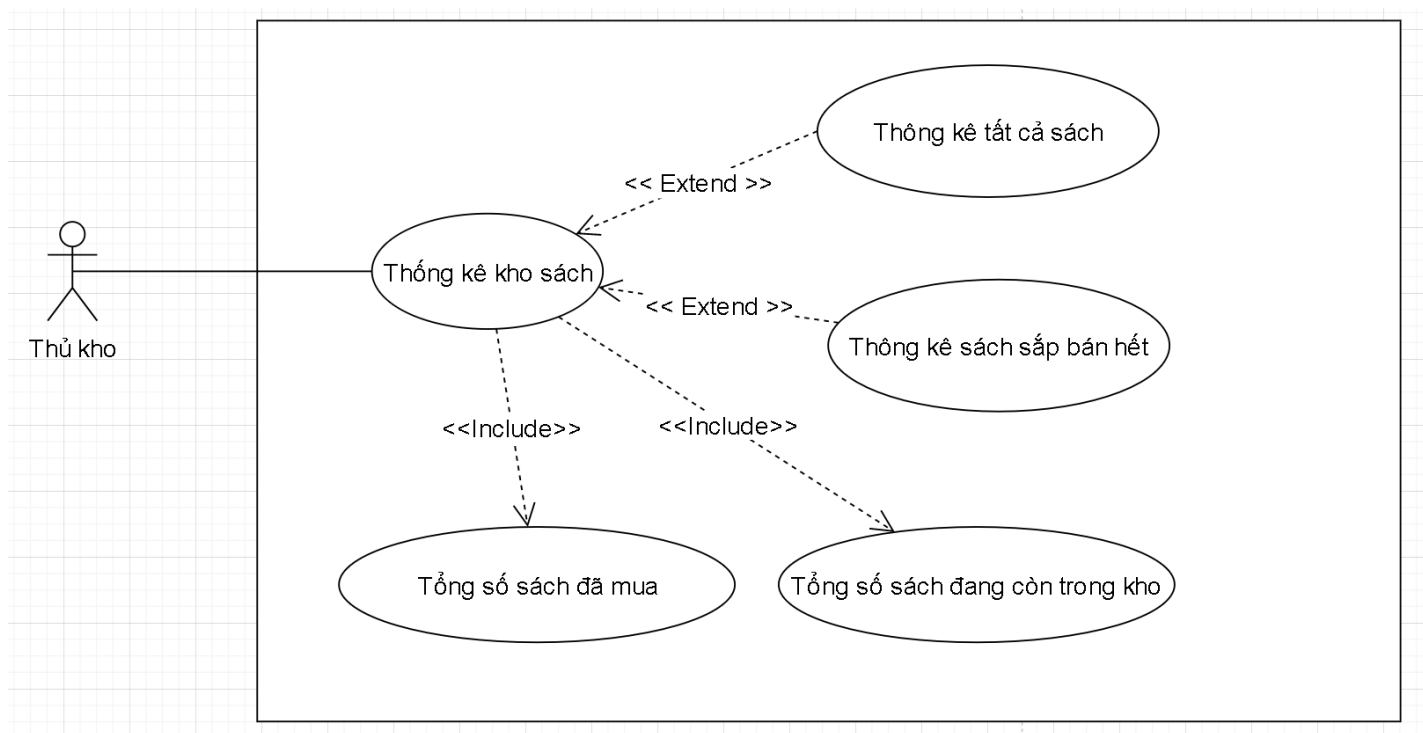 Thông kê tất cả sách
<< Extend >>
Thống kê kho sách
<< Extend >>
Thông kê sách sắp bán hết
Thủ kho
<<Include>>
<<Include>>
Tổng số sách đã mua
Tổng số sách đang còn trong kho